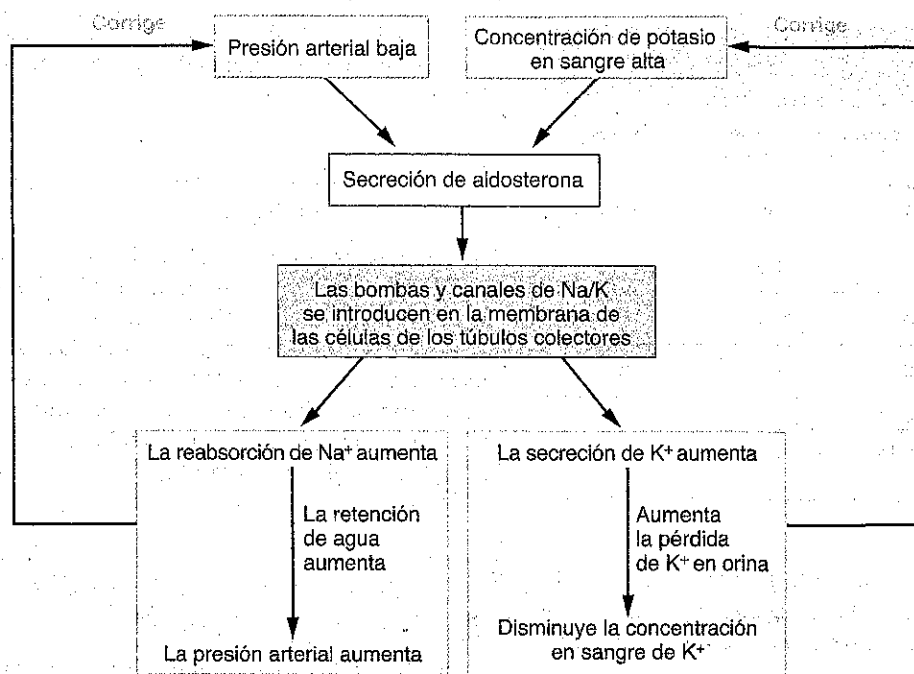 Corrige
Presión arterial baja
Concentración de potasio
en sangre alta
Corrige
Secreción de aldosterona
Las bombas y canales de Na/K
se introducen en la membrana de
las células de los túbulos colectores
La reabsorción de Na⁺ aumenta
La retención
de agua
aumenta
La presión arterial aumenta
La secreción de K⁺ aumenta
Aumenta
la pérdida
de K⁺ en orina
Disminuye la concentración
en sangre de K⁺